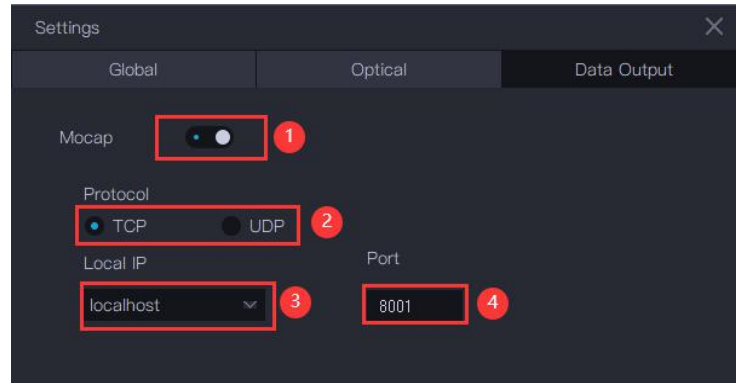 Settings
Global Optical Data Output
Mocap 1
Protocol
TCP UDP 2
Local IP Port
localhost 3 8001 4